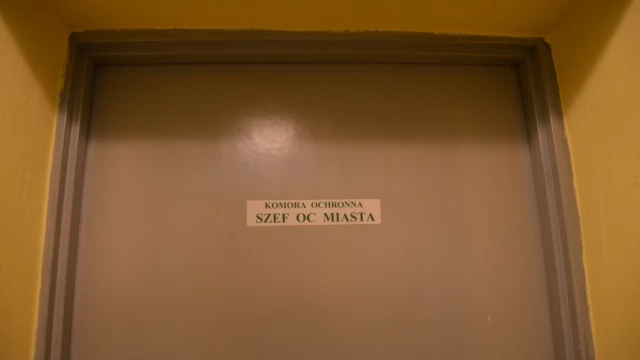 KOMORA OCHRONNA
SZEF OC MIASTA